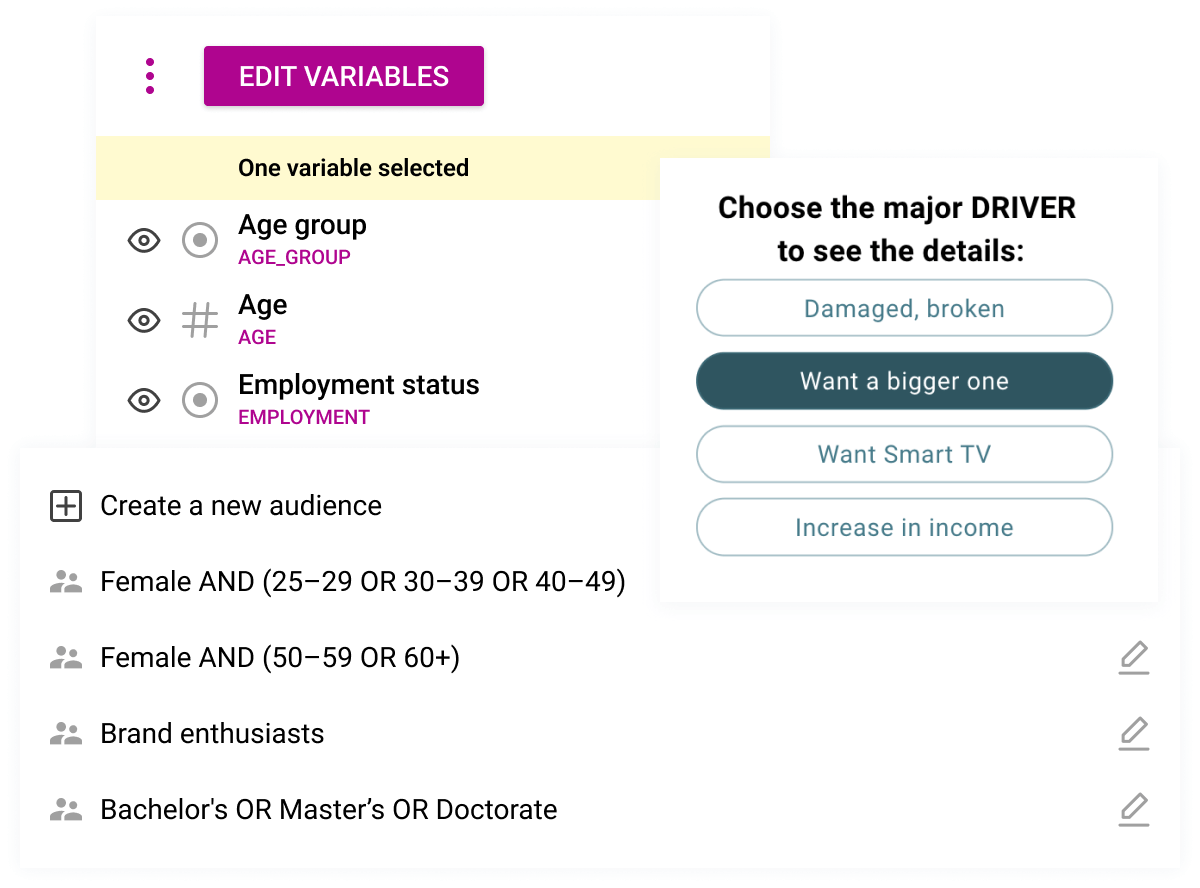 EDIT VARIABLES
One variable selected
Age group
AGE_GROUP
Age
AGE
Employment status
EMPLOYMENT
Choose the major DRIVER
to see the details:
Damaged, broken
Want a bigger one
Want Smart TV
Increase in income
Create a new audience
Female AND (25–29 OR 30–39 OR 40–49)
Female AND (50–59 OR 60+)
Brand enthusiasts
Bachelor's OR Master’s OR Doctorate